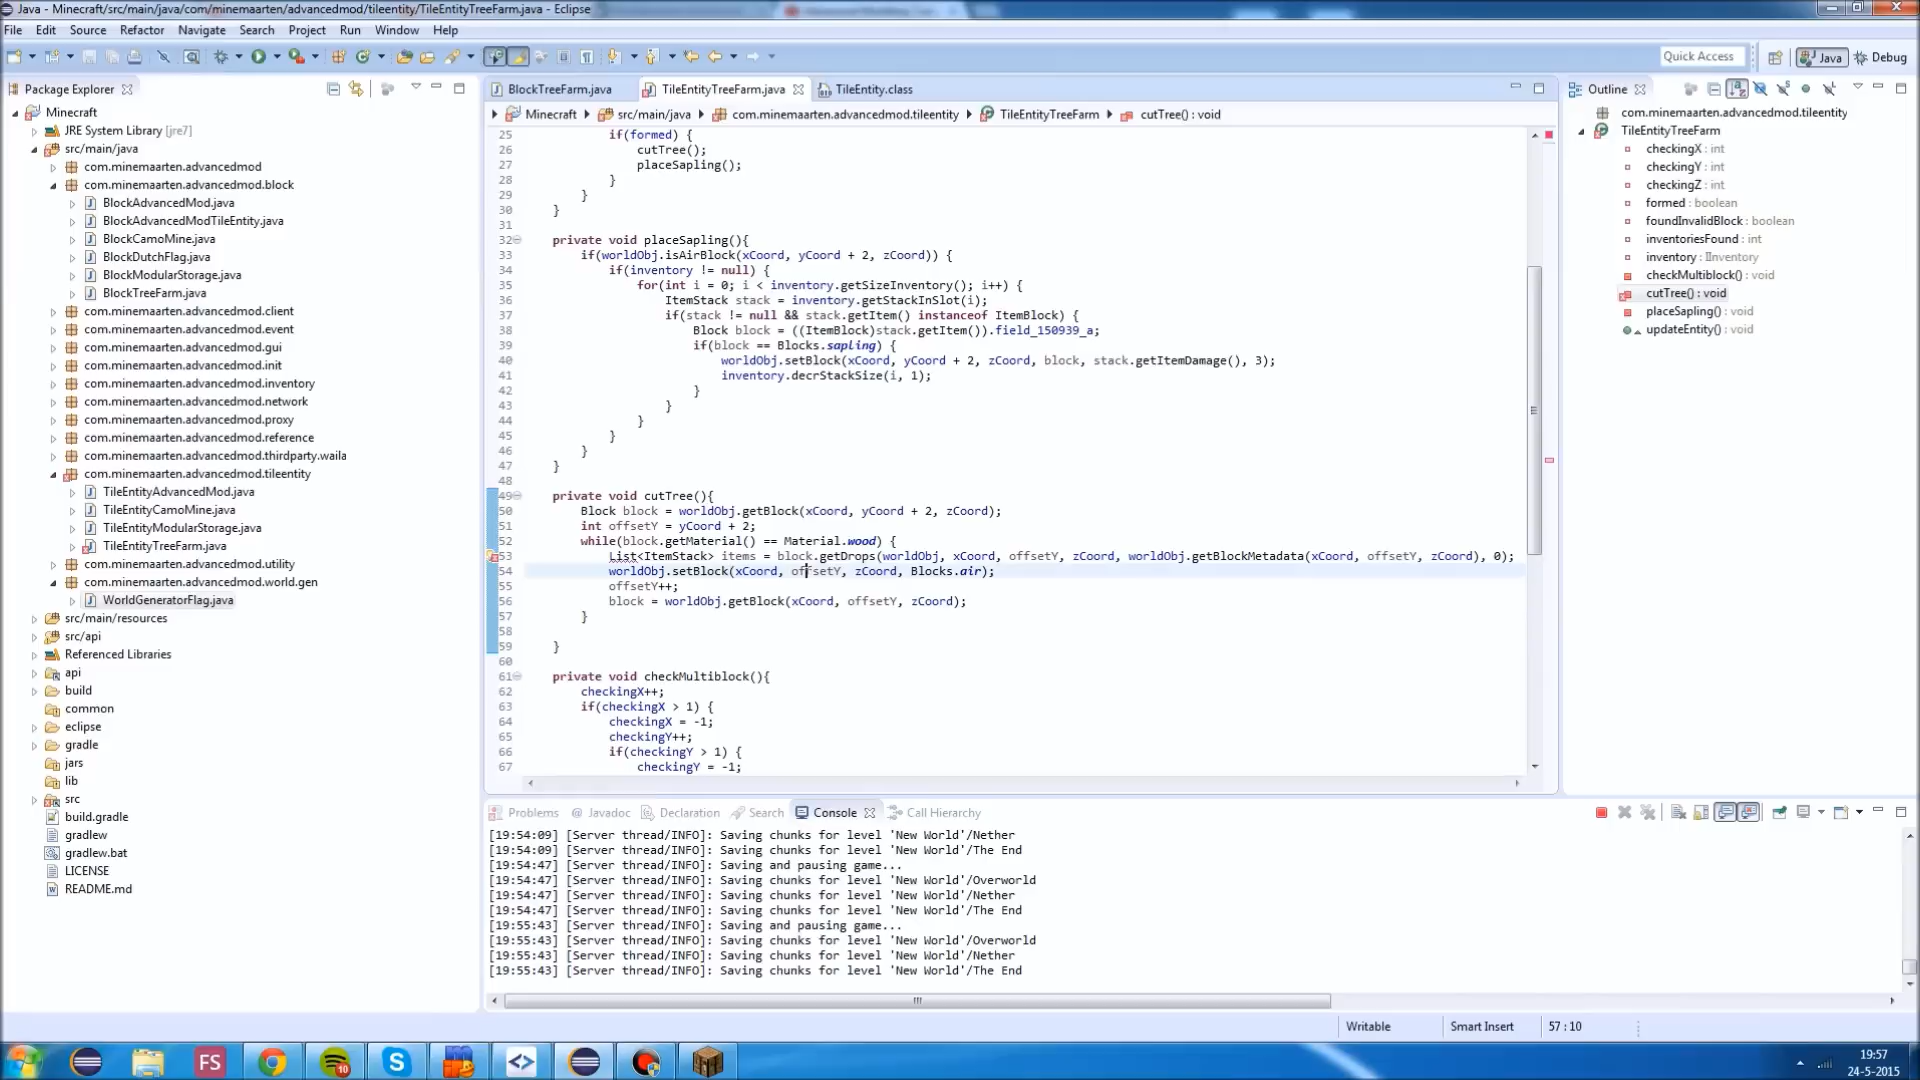 Java - Minecraft/src/main/java/com/minemaarten/advancedmod/tileentity/TileEntityTreeFarm.java - Eclipse
File Edit Source Refactor Navigate Search Project Run Window Help
Quick Access
Java
Debug
Package Explorer
Minecraft
JRE System Library [jre7]
src/main/java
com.minemaarten.advancedmod
com.minemaarten.advancedmod.block
BlockAdvancedMod.java
BlockAdvancedModTileEntity.java
BlockCamoMine.java
BlockDutchFlag.java
BlockModularStorage.java
BlockTreeFarm.java
com.minemaarten.advancedmod.client
com.minemaarten.advancedmod.event
com.minemaarten.advancedmod.gui
com.minemaarten.advancedmod.init
com.minemaarten.advancedmod.inventory
com.minemaarten.advancedmod.network
com.minemaarten.advancedmod.proxy
com.minemaarten.advancedmod.reference
com.minemaarten.advancedmod.thirdparty.waila
com.minemaarten.advancedmod.tileentity
TileEntityAdvancedMod.java
TileEntityCamoMine.java
TileEntityModularStorage.java
TileEntityTreeFarm.java
com.minemaarten.advancedmod.utility
com.minemaarten.advancedmod.world.gen
WorldGeneratorFlag.java
src/main/resources
src/api
Referenced Libraries
api
build
common
eclipse
gradle
jars
lib
src
build.gradle
gradlew
gradlew.bat
LICENSE
README.md
BlockTreeFarm.java TileEntityTreeFarm.java TileEntity.class
Minecraft src/main/java com.minemaarten.advancedmod.tileentity TileEntityTreeFarm cutTree() : void
25 if(formed) {
26 cutTree();
27 placeSapling();
28 }
29 }
30 }
31
32 private void placeSapling(){
33 if(worldObj.isAirBlock(xCoord, yCoord + 2, zCoord)) {
34 if(inventory != null) {
35 for(int i = 0; i < inventory.getSizeInventory(); i++) {
36 ItemStack stack = inventory.getStackInSlot(i);
37 if(stack != null && stack.getItem() instanceof ItemBlock) {
38 Block block = ((ItemBlock)stack.getItem()).field_150939_a;
39 if(block == Blocks.sapling) {
40 worldObj.setBlock(xCoord, yCoord + 2, zCoord, block, stack.getItemDamage(), 3);
41 inventory.decrStackSize(i, 1);
42 }
43 }
44 }
45 }
46 }
47 }
48
49 private void cutTree(){
50 Block block = worldObj.getBlock(xCoord, yCoord + 2, zCoord);
51 int offsetY = yCoord + 2;
52 while(block.getMaterial() == Material.wood) {
53 List<ItemStack> items = block.getDrops(worldObj, xCoord, offsetY, zCoord, worldObj.getBlockMetadata(xCoord, offsetY, zCoord), 0);
54 worldObj.setBlock(xCoord, offsetY, zCoord, Blocks.air);
55 offsetY++;
56 block = worldObj.getBlock(xCoord, offsetY, zCoord);
57 }
58
59 }
60
61 private void checkMultiblock(){
62 checkingX++;
63 if(checkingX > 1) {
64 checkingX = -1;
65 checkingY++;
66 if(checkingY > 1) {
67 checkingY = -1;
Outline
com.minemaarten.advancedmod.tileentity
TileEntityTreeFarm
checkingX : int
checkingY : int
checkingZ : int
formed : boolean
foundInvalidBlock : boolean
inventoriesFound : int
inventory : IInventory
checkMultiblock() : void
cutTree() : void
placeSapling() : void
updateEntity() : void
Problems @ Javadoc Declaration Search Console Call Hierarchy
[19:54:09] [Server thread/INFO]: Saving chunks for level 'New World'/Nether
[19:54:09] [Server thread/INFO]: Saving chunks for level 'New World'/The End
[19:54:47] [Server thread/INFO]: Saving and pausing game...
[19:54:47] [Server thread/INFO]: Saving chunks for level 'New World'/Overworld
[19:54:47] [Server thread/INFO]: Saving chunks for level 'New World'/Nether
[19:54:47] [Server thread/INFO]: Saving chunks for level 'New World'/The End
[19:55:43] [Server thread/INFO]: Saving and pausing game...
[19:55:43] [Server thread/INFO]: Saving chunks for level 'New World'/Overworld
[19:55:43] [Server thread/INFO]: Saving chunks for level 'New World'/Nether
[19:55:43] [Server thread/INFO]: Saving chunks for level 'New World'/The End
Writable
Smart Insert
57 : 10
FS
10
S
19:57
24-5-2015